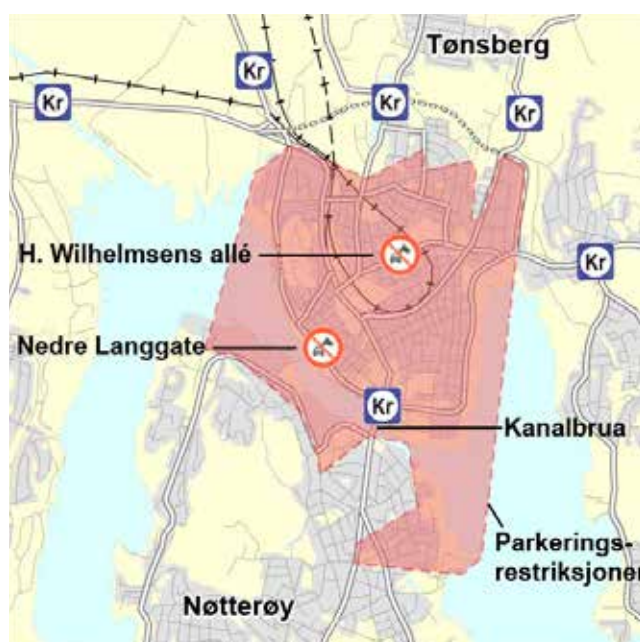 Tønsberg
Kr
Kr
Kr
Kr
H. Wilhelmsens allé
Kr
Nedre Langgate
Kr
Kanalbrua
Parkerings-
restriksjoner
Nøtterøy